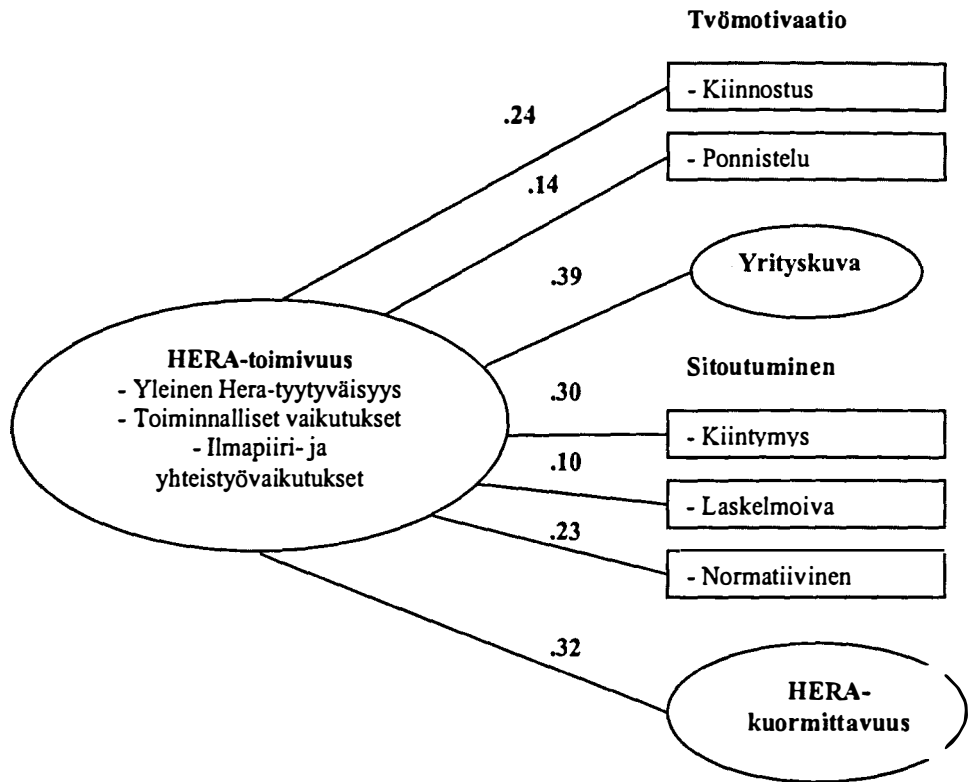 Työmotivaatio
- Kiinnostus
.24
- Ponnistelu
.14
Yrityskuva
.39
HERA-toimivuus
- Yleinen Hera-tyytyväisyys
- Toiminnalliset vaikutukset
- Ilmapiiri- ja
yhteistyövaikutukset
Sitoutuminen
.30
- Kiintymys
.10
- Laskelmoiva
.23
- Normatiivinen
.32
HERA-
kuormittavuus